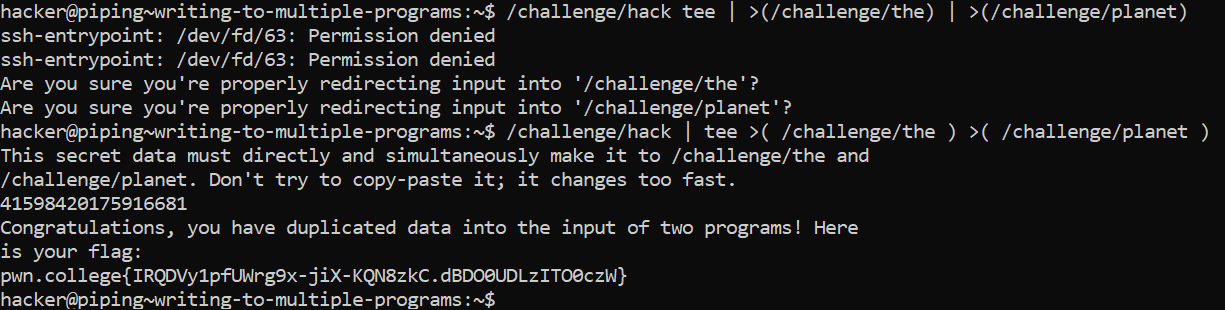 hacker@piping~writing-to-multiple-programs:~$ /challenge/hack tee | >(/challenge/the) | >(/challenge/planet)
ssh-entrypoint: /dev/fd/63: Permission denied
ssh-entrypoint: /dev/fd/63: Permission denied
Are you sure you're properly redirecting input into '/challenge/the'?
Are you sure you're properly redirecting input into '/challenge/planet'?
hacker@piping~writing-to-multiple-programs:~$ /challenge/hack | tee >( /challenge/the ) >( /challenge/planet )
This secret data must directly and simultaneously make it to /challenge/the and
/challenge/planet. Don't try to copy-paste it; it changes too fast.
41598420175916681
Congratulations, you have duplicated data into the input of two programs! Here
is your flag:
pwn.college{IRQDVy1pfUWrg9x-jiX-KQN8zkC.dBDO0UDLzITO0czW}
hacker@piping~writing-to-multiple-programs:~$